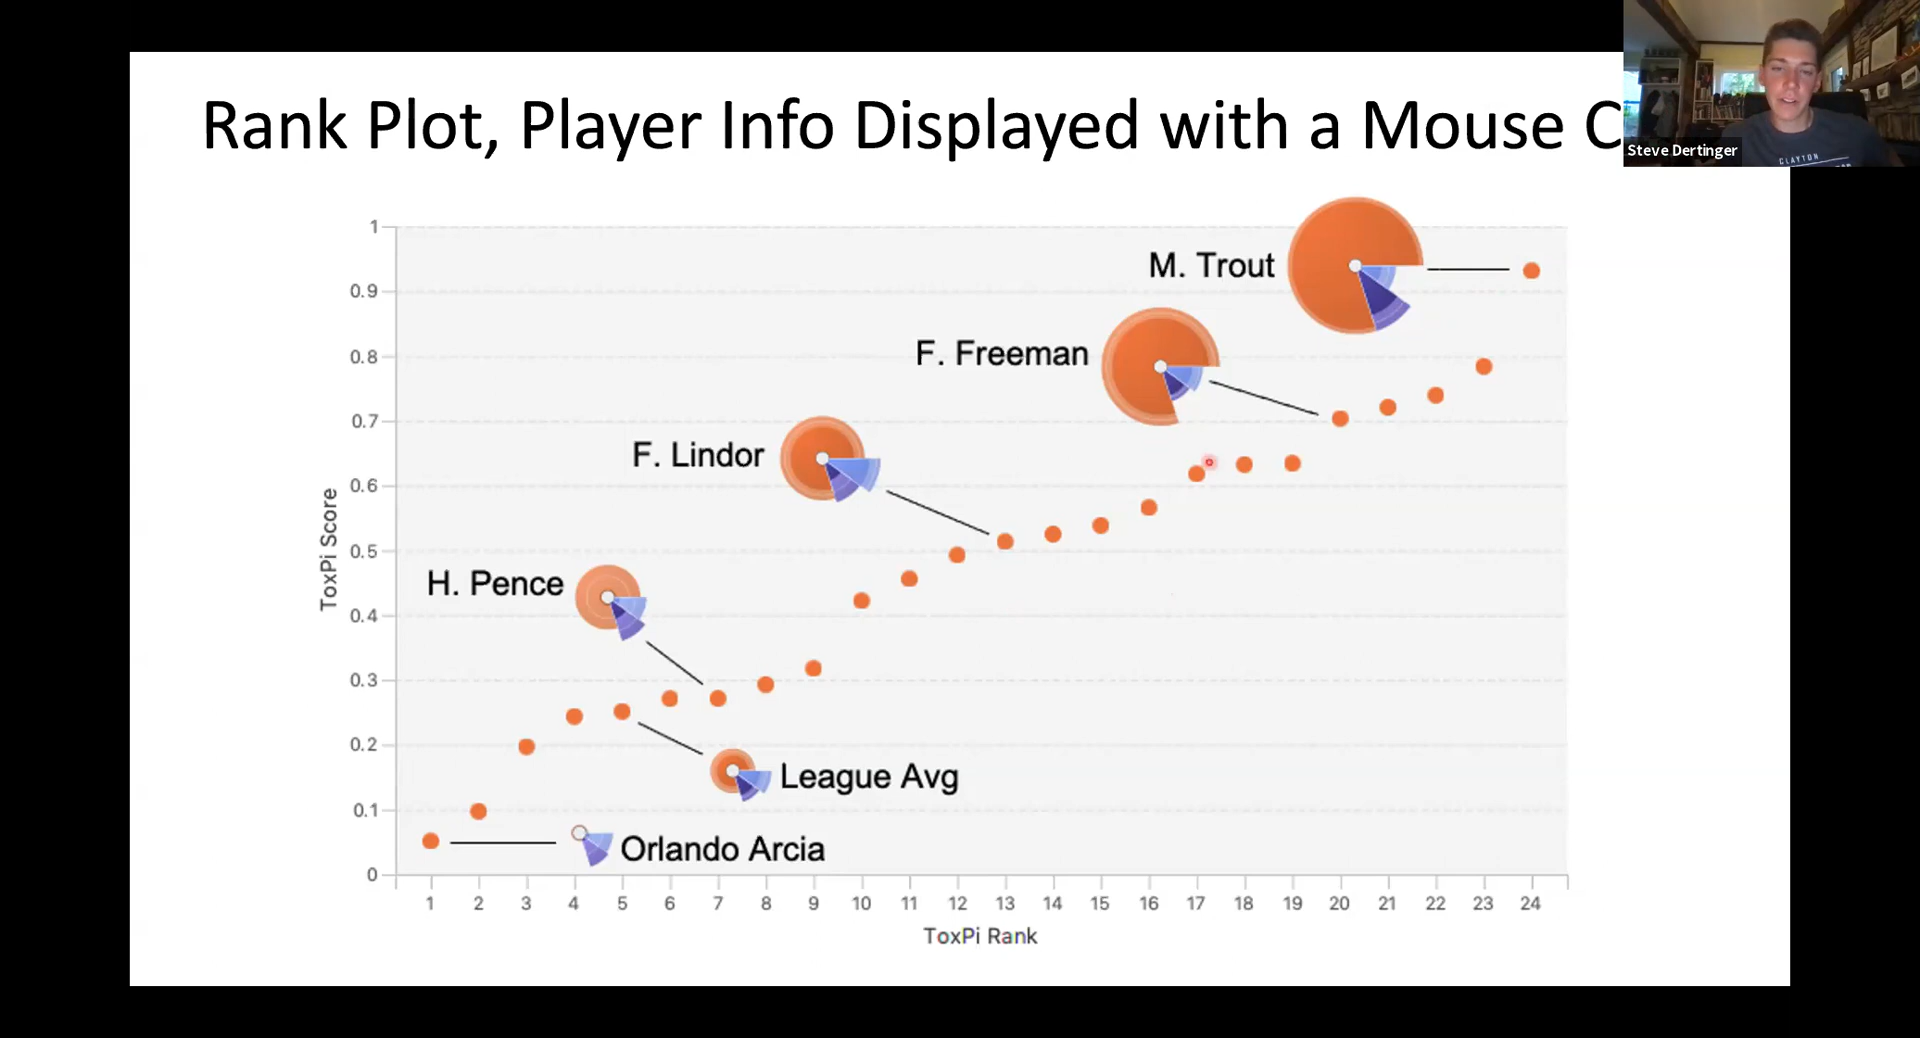 Rank Plot, Player Info Displayed with a Mouse C
Steve Dertinger
CLAYTON
M. Trout
F. Freeman
F. Lindor
H. Pence
League Avg
Orlando Arcia
ToxPi Score
1
0.9
0.8
0.7
0.6
0.5
0.4
0.3
0.2
0.1
0
1 2 3 4 5 6 7 8 9 10 11 12 13 14 15 16 17 18 19 20 21 22 23 24
ToxPi Rank